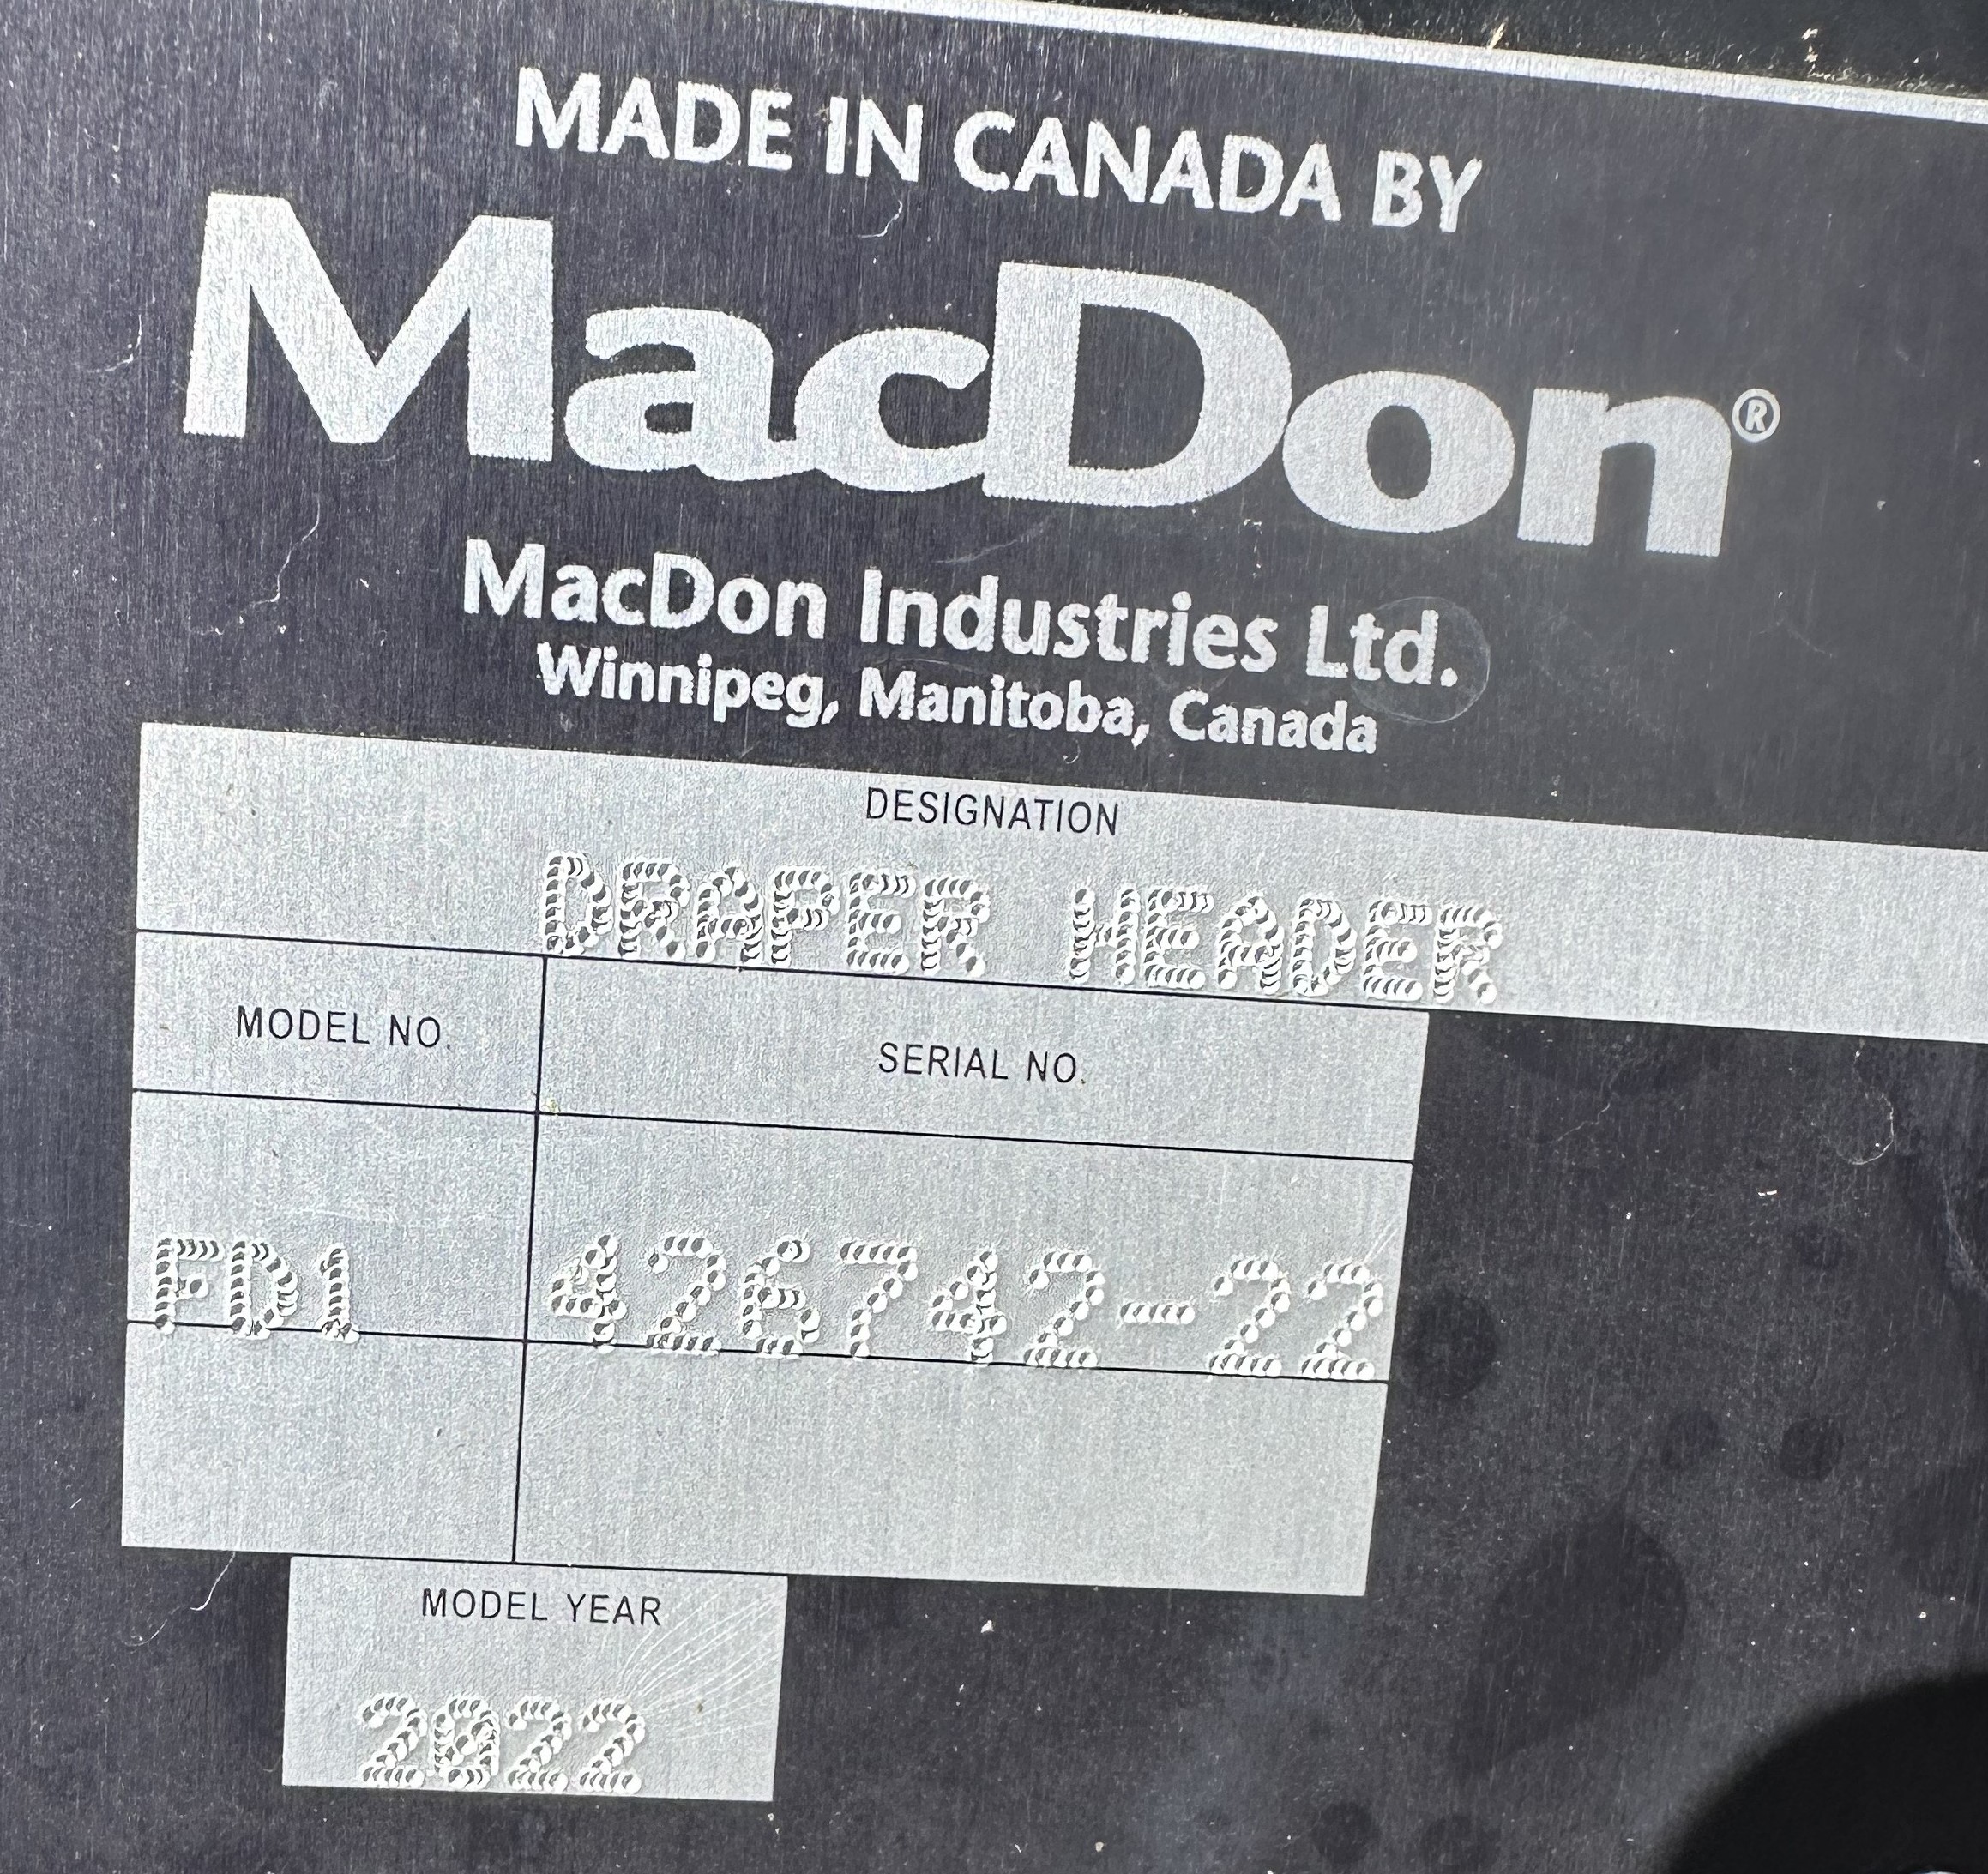 MADE IN CANADA BY
MacDon®
MacDon Industries Ltd.
Winnipeg, Manitoba, Canada
DESIGNATION
DRAPER HEADER
MODEL NO. SERIAL NO.
FD1 426742-22
MODEL YEAR
2022